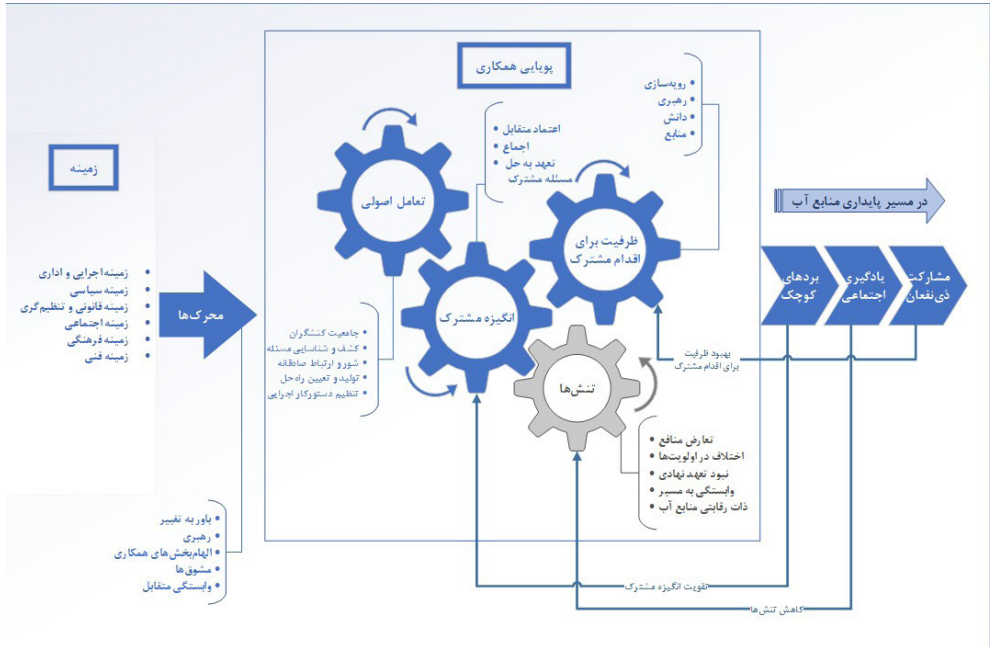 زمینه
زمینه اجرایی و اداری
زمینه سیاسی
زمینه قانونی و تنظیم‌گری
زمینه اجتماعی
زمینه فرهنگی
زمینه فنی
محرک‌ها
باور به تغییر
رهبری
الهام‌بخش‌های همکاری
مشوق‌ها
وابستگی متقابل
پویایی همکاری
تعامل اصولی
جامعیت کنشگران
کشف و شناسایی مسئله
شور و ارتباط صادقانه
تولید و تعیین راه حل
تنظیم دستورکار اجرایی
انگیزه مشترک
اعتماد متقابل
اجماع
تعهد به حل
مسئله مشترک
ظرفیت برای
اقدام مشترک
رویه‌سازی
رهبری
دانش
منابع
تنش‌ها
تعارض منافع
اختلاف در اولویت‌ها
نبود تعهد نهادی
وابستگی به مسیر
ذات رقابتی منابع آب
در مسیر پایداری منابع آب
بردهای
کوچک
یادگیری
اجتماعی
مشارکت
ذی‌نفعان
بهبود ظرفیت
برای اقدام مشترک
تقویت انگیزه مشترک
کاهش تنش‌ها